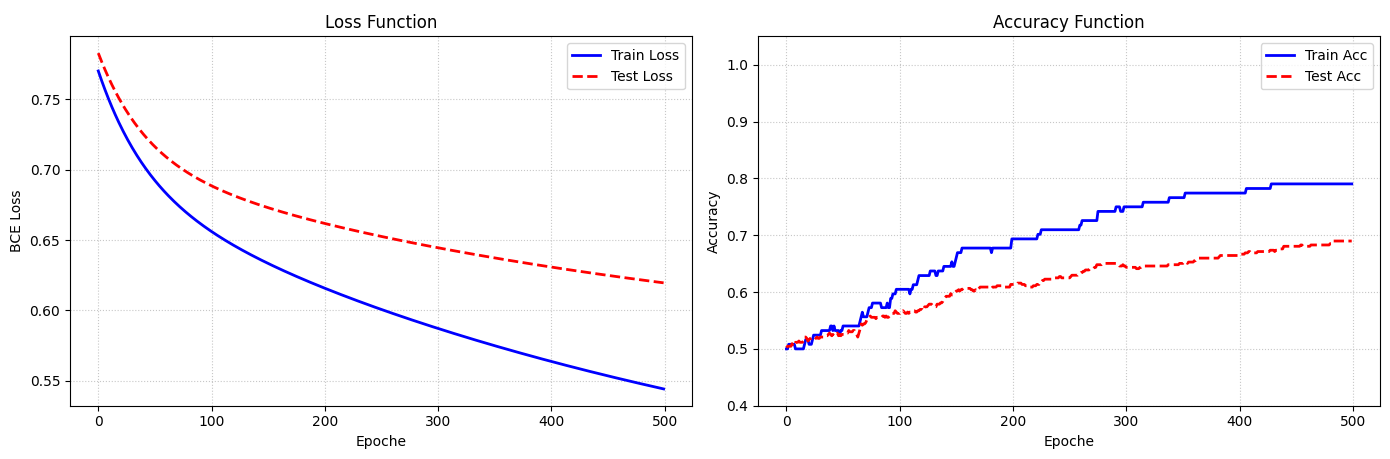 Loss Function
Train Loss
Test Loss
BCE Loss
0.75
0.70
0.65
0.60
0.55
0
100
200
300
400
500
Epoche
Accuracy Function
Train Acc
Test Acc
Accuracy
1.0
0.9
0.8
0.7
0.6
0.5
0.4
0
100
200
300
400
500
Epoche